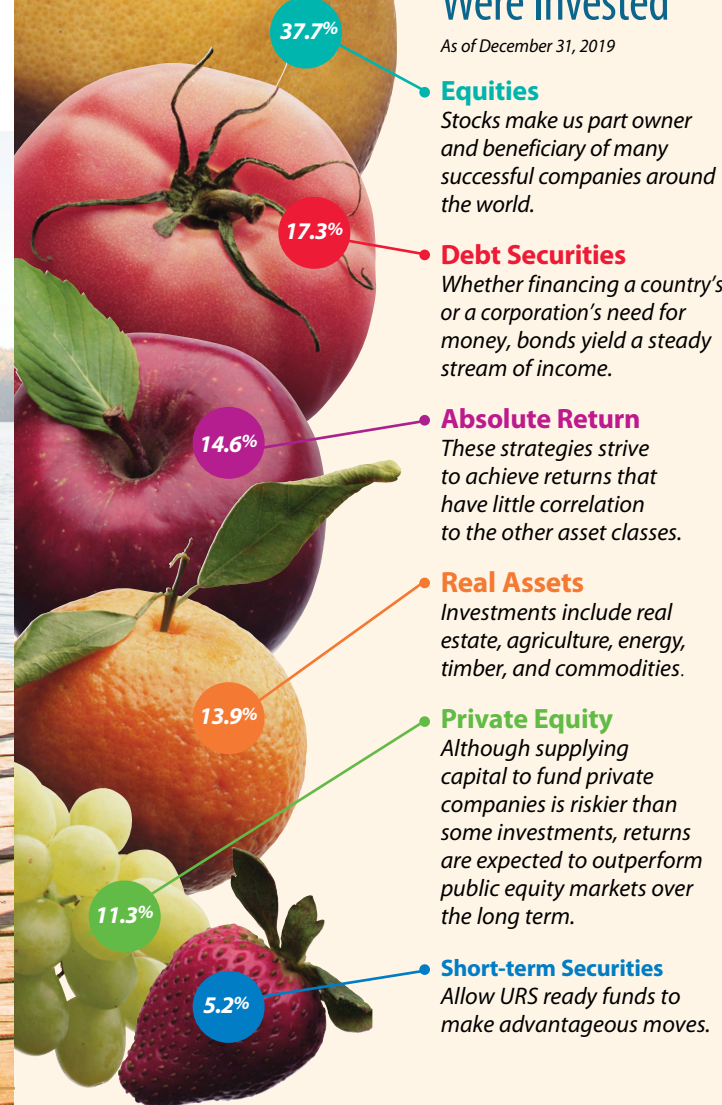 Were Invested
As of December 31, 2019
37.7%
Equities
Stocks make us part owner
and beneficiary of many
successful companies around
the world.
17.3%
Debt Securities
Whether financing a country's
or a corporation's need for
money, bonds yield a steady
stream of income.
14.6%
Absolute Return
These strategies strive
to achieve returns that
have little correlation
to the other asset classes.
13.9%
Real Assets
Investments include real
estate, agriculture, energy,
timber, and commodities.
11.3%
Private Equity
Although supplying
capital to fund private
companies is riskier than
some investments, returns
are expected to outperform
public equity markets over
the long term.
5.2%
Short-term Securities
Allow URS ready funds to
make advantageous moves.